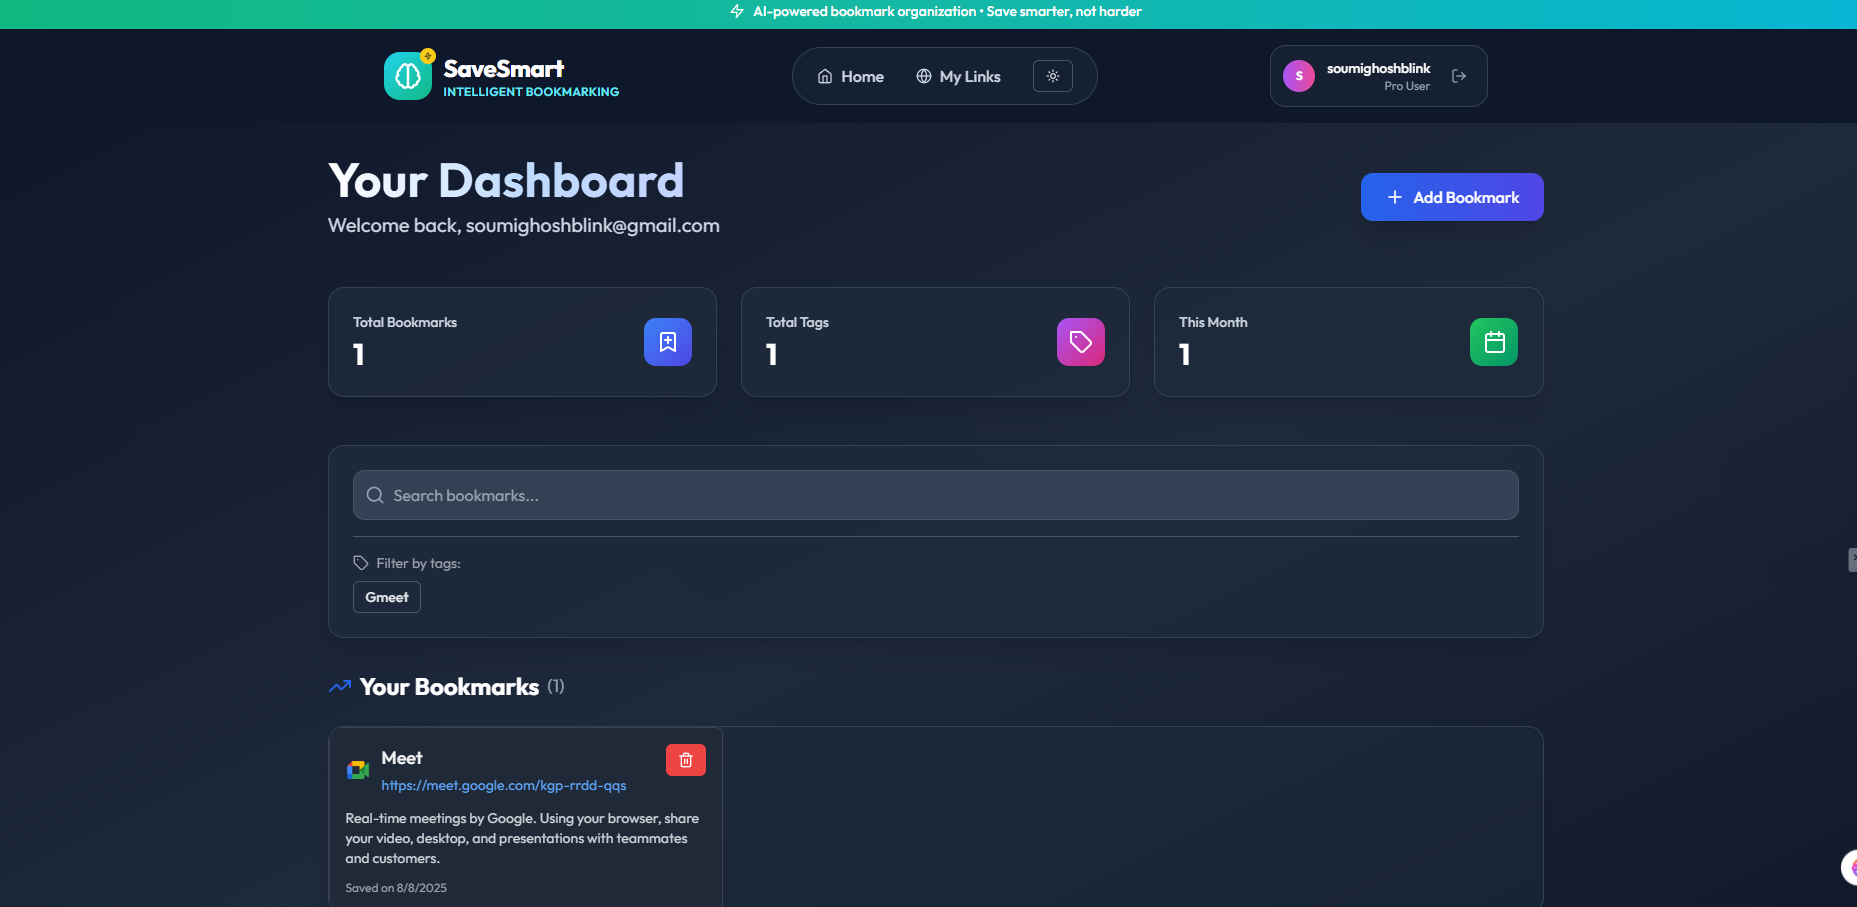 AI-powered bookmark organization • Save smarter, not harder
SaveSmart
INTELLIGENT BOOKMARKING
Home
My Links
S
soumighoshblink
Pro User
Your Dashboard
Welcome back, soumighoshblink@gmail.com
Add Bookmark
Total Bookmarks
1
Total Tags
1
This Month
1
Search bookmarks...
Filter by tags:
Gmeet
Your Bookmarks (1)
Meet
https://meet.google.com/kgp-rrdd-qqs
Real-time meetings by Google. Using your browser, share
your video, desktop, and presentations with teammates
and customers.
Saved on 8/8/2025